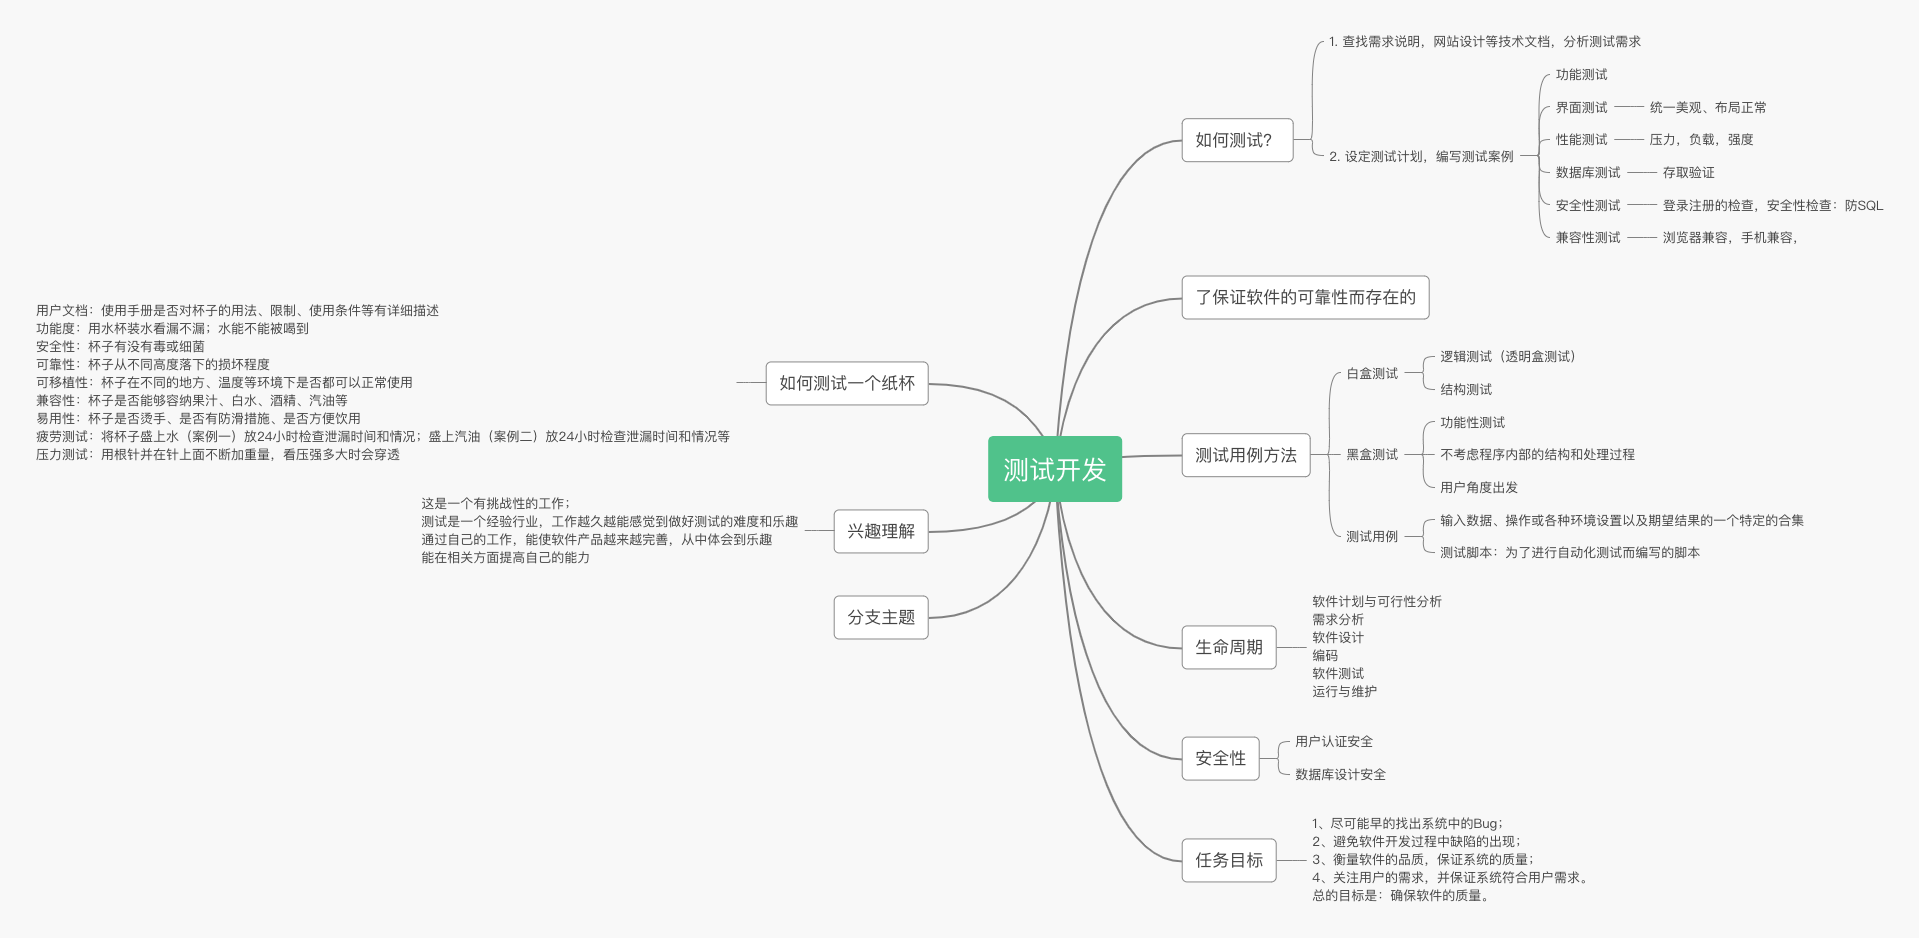 测试开发
如何测试？
1. 查找需求说明，网站设计等技术文档，分析测试需求
2. 设定测试计划，编写测试案例
功能测试
界面测试
统一美观、布局正常
性能测试
压力，负载，强度
数据库测试
存取验证
安全性测试
登录注册的检查，安全性检查：防SQL
兼容性测试
浏览器兼容，手机兼容，
了保证软件的可靠性而存在的
测试用例方法
白盒测试
逻辑测试（透明盒测试）
结构测试
黑盒测试
功能性测试
不考虑程序内部的结构和处理过程
用户角度出发
测试用例
输入数据、操作或各种环境设置以及期望结果的一个特定的合集
测试脚本：为了进行自动化测试而编写的脚本
生命周期
软件计划与可行性分析
需求分析
软件设计
编码
软件测试
运行与维护
安全性
用户认证安全
数据库设计安全
任务目标
1、尽可能早的找出系统中的Bug；
2、避免软件开发过程中缺陷的出现；
3、衡量软件的品质，保证系统的质量；
4、关注用户的需求，并保证系统符合用户需求。
总的目标是：确保软件的质量。
如何测试一个纸杯
用户文档：使用手册是否对杯子的用法、限制、使用条件等有详细描述
功能度：用水杯装水看漏不漏；水能不能被喝到
安全性：杯子有没有毒或细菌
可靠性：杯子从不同高度落下的损坏程度
可移植性：杯子在不同的地方、温度等环境下是否都可以正常使用
兼容性：杯子是否能够容纳果汁、白水、酒精、汽油等
易用性：杯子是否烫手、是否有防滑措施、是否方便饮用
疲劳测试：将杯子盛上水（案例一）放24小时检查泄漏时间和情况；盛上汽油（案例二）放24小时检查泄漏时间和情况等
压力测试：用根针并在针上面不断加重量，看压强多大时会穿透
兴趣理解
这是一个有挑战性的工作；
测试是一个经验行业，工作越久越能感觉到做好测试的难度和乐趣
通过自己的工作，能使软件产品越来越完善，从中体会到乐趣
能在相关方面提高自己的能力
分支主题